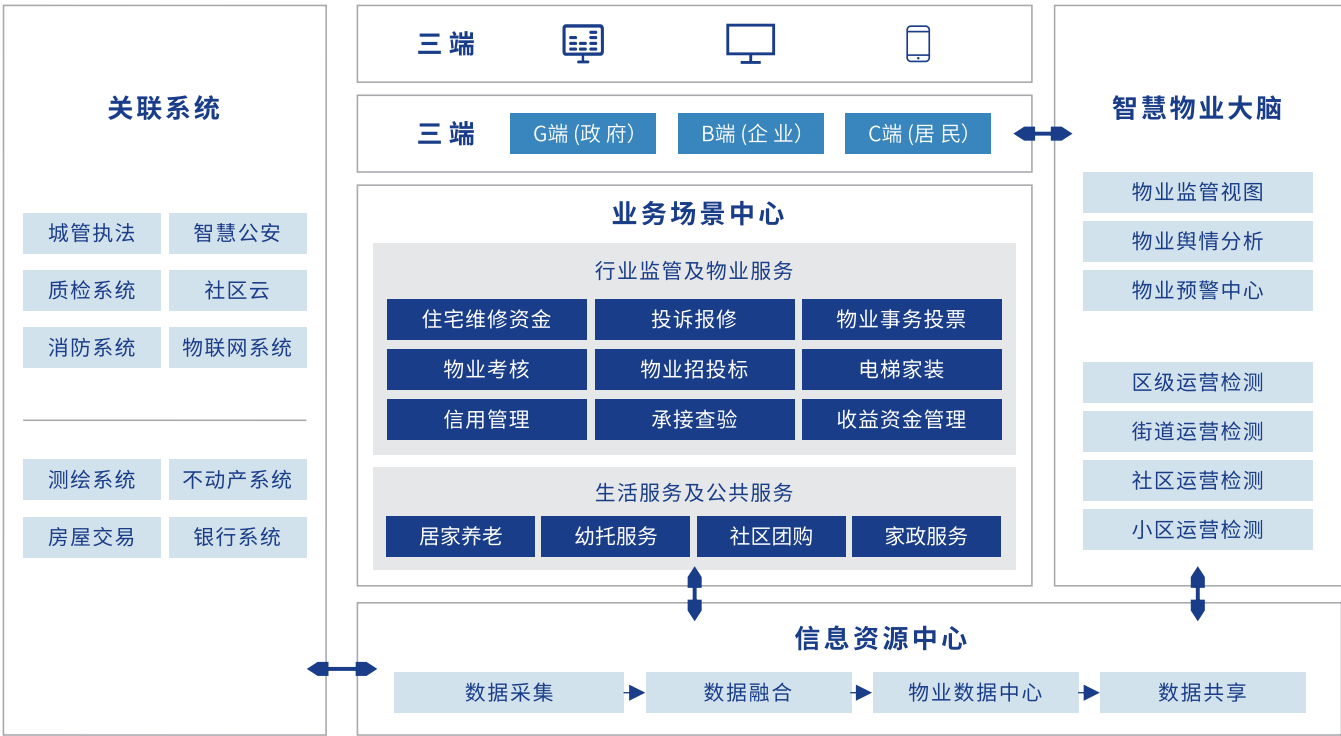 关联系统
城管执法
智慧公安
质检系统
社区云
消防系统
物联网系统
测绘系统
不动产系统
房屋交易
银行系统
三端
三端
G端 (政 府)
B端 (企 业)
C端 (居 民)
业务场景中心
行业监管及物业服务
住宅维修资金
投诉报修
物业事务投票
物业考核
物业招投标
电梯家装
信用管理
承接查验
收益资金管理
生活服务及公共服务
居家养老
幼托服务
社区团购
家政服务
智慧物业大脑
物业监管视图
物业舆情分析
物业预警中心
区级运营检测
街道运营检测
社区运营检测
小区运营检测
信息资源中心
数据采集
数据融合
物业数据中心
数据共享